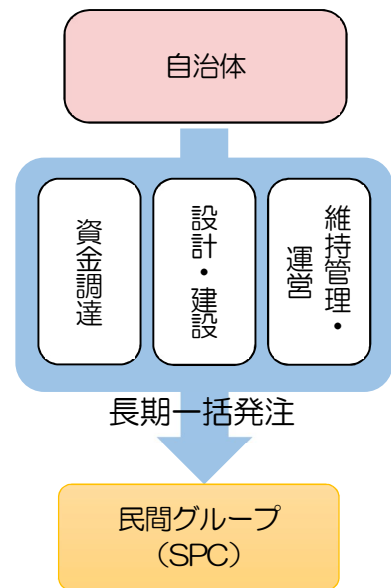 自治体
資金調達
設計・建設
維持管理・
運営
長期一括発注
民間グループ
（SPC）